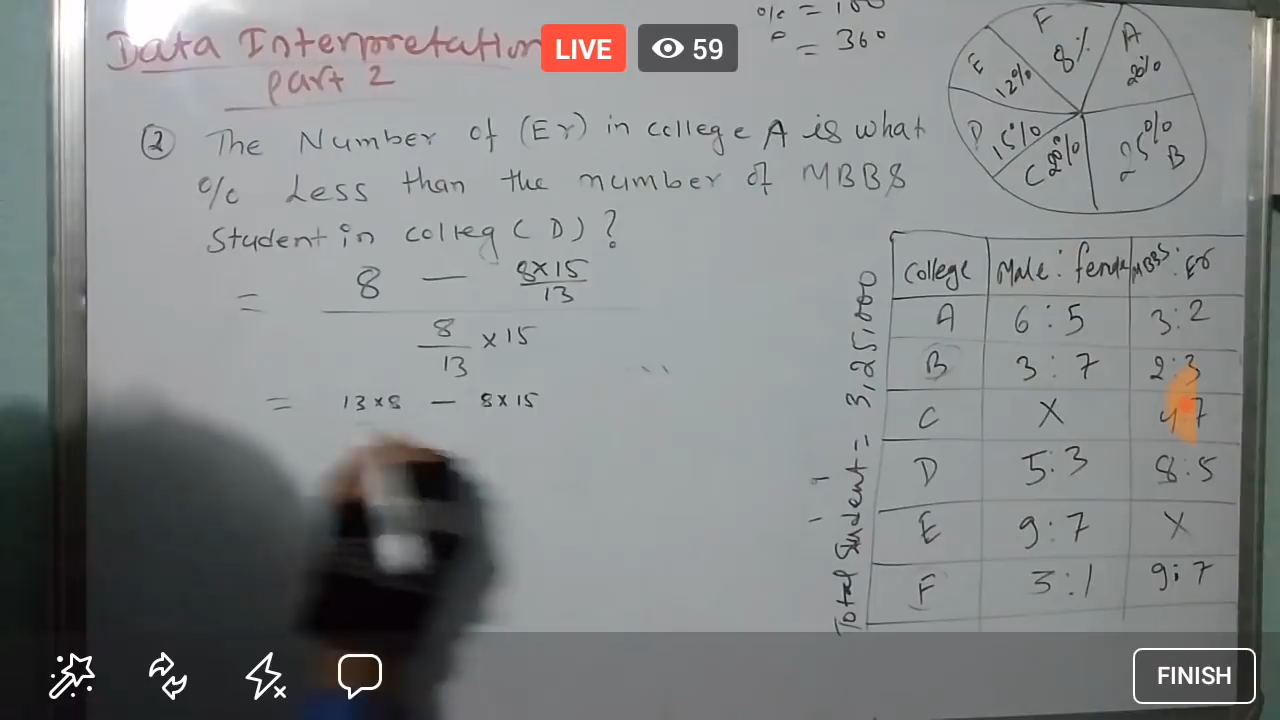 Data Interpretation
part 2
LIVE
59
% = 100
° = 360
② The Number of (Er) in college A is what
% Less than the number of MBBS
Student in colleg (D)?
= 8 — 8×15
13
8
13 ×15
= 13×8 — 8×15
F 8%
A 20%
E 12%
D 15%
C 20%
25% B
Total Student = 3,25,000
College Male : MBBS : Er
A 6 : 5 3 : 2
B 3 : 7 2 : 3
C X 4 7
D 5 : 3 8 : 5
E 9 : 7 X
F 3 : 1 9 : 7
FINISH